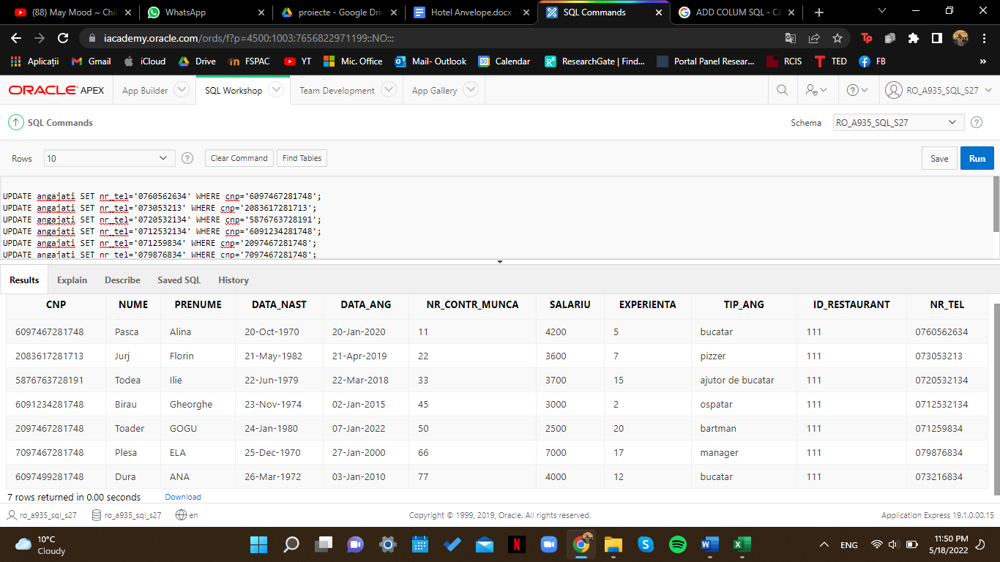 (88) May Mood ~ Chil
WhatsApp
proiecte - Google Driv
Hotel Anvelope.docx -
SQL Commands
ADD COLUM SQL - Că
iacademy.oracle.com/ords/f?p=4500:1003:7656822971199::NO:::
Aplicații Gmail iCloud Drive FSPAC YT Mic. Office Mail- Outlook Calendar ResearchGate | Find... Portal Panel Resear... RCIS TED FB »
ORACLE APEX App Builder SQL Workshop Team Development App Gallery RO_A935_SQL_S27
SQL Commands Schema RO_A935_SQL_S27
Rows 10 Clear Command Find Tables Save Run
UPDATE angajati SET nr_tel='0760562634' WHERE cnp='6097467281748';
UPDATE angajati SET nr_tel='073053213' WHERE cnp='2083617281713';
UPDATE angajati SET nr_tel='0720532134' WHERE cnp='5876763728191';
UPDATE angajati SET nr_tel='0712532134' WHERE cnp='6091234281748';
UPDATE angajati SET nr_tel='071259834' WHERE cnp='2097467281748';
UPDATE angajati SET nr_tel='079876834' WHERE cnp='7097467281748';
Results Explain Describe Saved SQL History
CNP NUME PRENUME DATA_NAST DATA_ANG NR_CONTR_MUNCA SALARIU EXPERIENTA TIP_ANG ID_RESTAURANT NR_TEL
6097467281748 Pasca Alina 20-Oct-1970 20-Jan-2020 11 4200 5 bucatar 111 0760562634
2083617281713 Jurj Florin 21-May-1982 21-Apr-2019 22 3600 7 pizzer 111 073053213
5876763728191 Todea Ilie 22-Jun-1979 22-Mar-2018 33 3700 15 ajutor de bucatar 111 0720532134
6091234281748 Birau Gheorghe 23-Nov-1974 02-Jan-2015 45 3000 2 ospatar 111 0712532134
2097467281748 Toader GOGU 24-Jan-1980 07-Jan-2022 50 2500 20 bartman 111 071259834
7097467281748 Plesa ELA 25-Dec-1970 27-Jan-2000 66 7000 17 manager 111 079876834
6097499281748 Dura ANA 26-Mar-1972 03-Jan-2010 77 4000 12 bucatar 111 073216834
7 rows returned in 0.00 seconds Download
ro_a935_sql_s27 ro_a935_sql_s27 en Copyright © 1999, 2019, Oracle. All rights reserved. Application Express 19.1.0.00.15
10°C
Cloudy
ENG
11:50 PM
5/18/2022